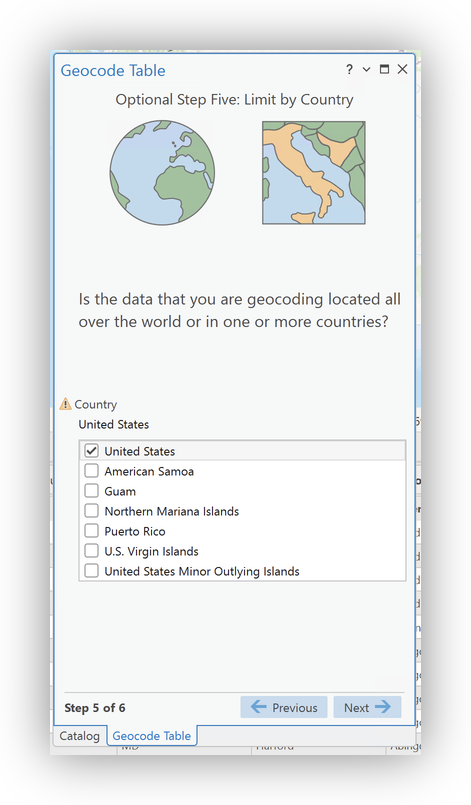 Geocode Table
?
Optional Step Five: Limit by Country
Is the data that you are geocoding located all
over the world or in one or more countries?
Country
United States
United States
American Samoa
Guam
Northern Mariana Islands
Puerto Rico
U.S. Virgin Islands
United States Minor Outlying Islands
Step 5 of 6
Previous
Next
Catalog
Geocode Table
MD
Harford